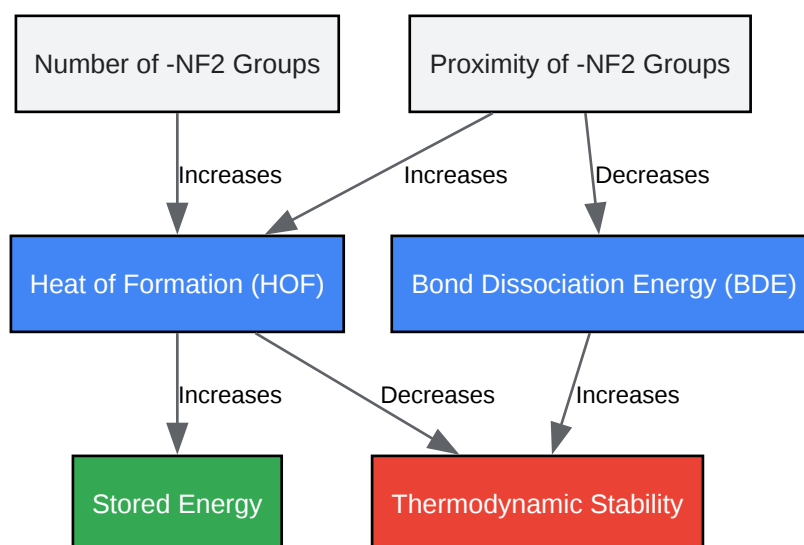 Number of -NF2 Groups
Proximity of -NF2 Groups
Increases
Increases
Decreases
Heat of Formation (HOF)
Bond Dissociation Energy (BDE)
Increases
Decreases
Increases
Stored Energy
Thermodynamic Stability